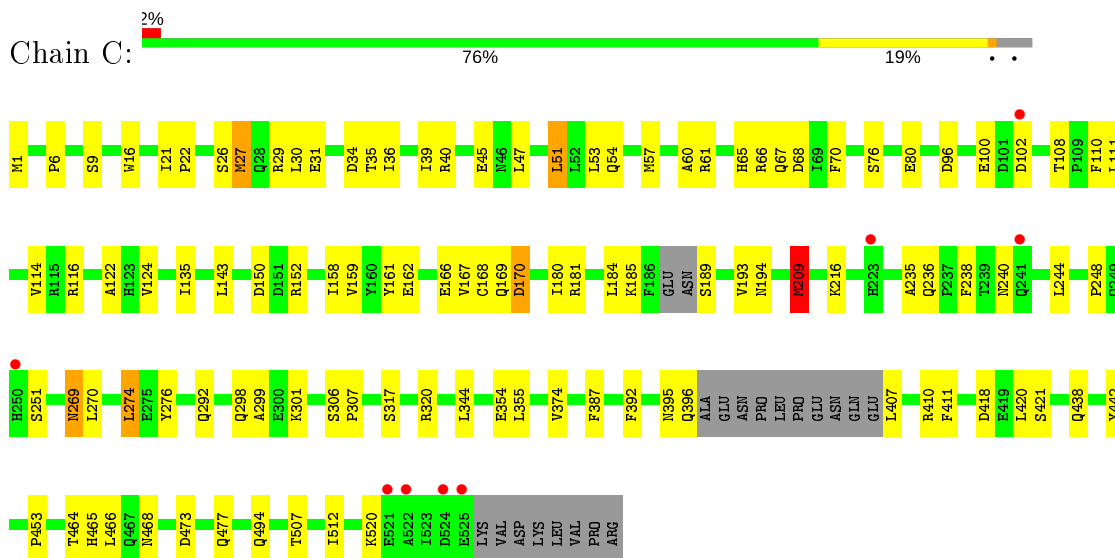 2%
Chain C:
76% 19% • •
M1 P6 S9 W16 I21 P22 S26 M27 Q28 R29 L30 E31 D34 T35 I36 I39 R40 E45 N46 L47 L51 L52 L53 Q54 M57 A60 R61 H65 R66 Q67 D68 I69 F70 S76 E80 D96 E100 D101 D102 T108 P109 F110 L111
V114 R115 R116 A122 H123 V124 I135 L143 D150 D151 R152 I158 V159 Y160 Y161 E162 E166 V167 C168 Q169 D170 I180 R181 L184 K185 F186 GLU ASN S189 V193 N194 M209 K216 H223 A235 Q236 P237 F238 T239 N240 Q241 L244 P248
H250 S251 N269 L270 L274 E275 Y276 Q292 Q298 A299 E300 K301 S306 P307 S317 R320 L344 E354 L355 V374 F387 F392 N395 Q396 ALA GLU ASN PRO LEU PRO GLU ASN GLN GLU L407 R410 F411 D418 E419 L420 S421 Q438
P453 T464 H465 L466 Q467 N468 D473 Q477 Q494 T507 I512 K520 E521 A522 I523 D524 E525 LYS VAL ASP LYS LEU VAL PRO ARG